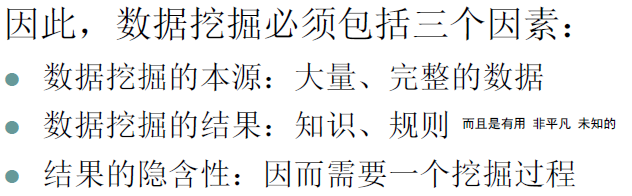 因此，数据挖掘必须包括三个因素：
数据挖掘的本源：大量、完整的数据
数据挖掘的结果：知识、规则 而且是有用 非平凡 未知的
结果的隐含性：因而需要一个挖掘过程